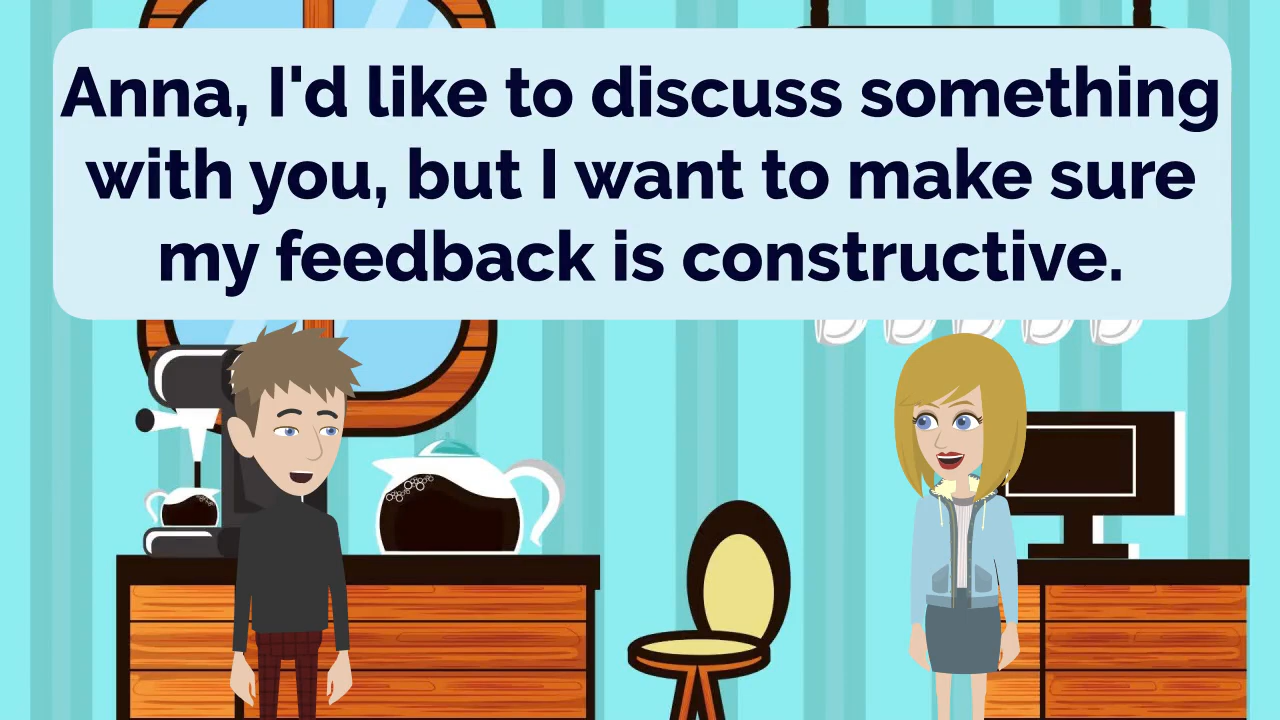 Anna, I'd like to discuss something
with you, but I want to make sure
my feedback is constructive.